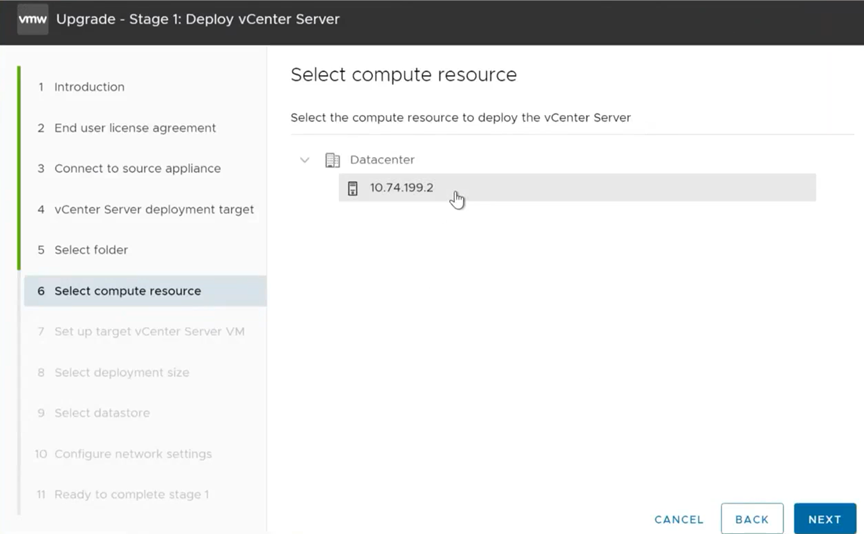 vmw Upgrade - Stage 1: Deploy vCenter Server
1 Introduction
2 End user license agreement
3 Connect to source appliance
4 vCenter Server deployment target
5 Select folder
6 Select compute resource
7 Set up target vCenter Server VM
8 Select deployment size
9 Select datastore
10 Configure network settings
11 Ready to complete stage 1
Select compute resource
Select the compute resource to deploy the vCenter Server
Datacenter
10.74.199.2
CANCEL BACK NEXT